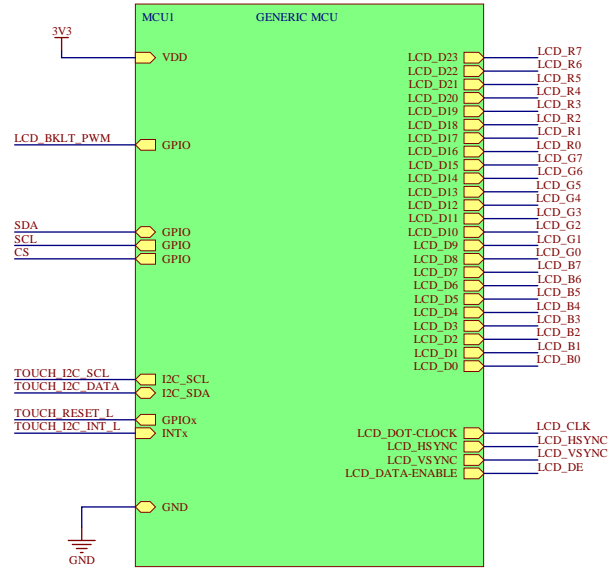 MCU1
GENERIC MCU
3V3
VDD
LCD_BKLT_PWM
GPIO
SDA
GPIO
SCL
GPIO
CS
GPIO
TOUCH_I2C_SCL
I2C_SCL
TOUCH_I2C_DATA
I2C_SDA
TOUCH_RESET_L
GPIOx
TOUCH_I2C_INT_L
INTx
GND
GND
LCD_D23
LCD_R7
LCD_D22
LCD_R6
LCD_D21
LCD_R5
LCD_D20
LCD_R4
LCD_D19
LCD_R3
LCD_D18
LCD_R2
LCD_D17
LCD_R1
LCD_D16
LCD_R0
LCD_D15
LCD_G7
LCD_D14
LCD_G6
LCD_D13
LCD_G5
LCD_D12
LCD_G4
LCD_D11
LCD_G3
LCD_D10
LCD_G2
LCD_D9
LCD_G1
LCD_D8
LCD_G0
LCD_D7
LCD_B7
LCD_D6
LCD_B6
LCD_D5
LCD_B5
LCD_D4
LCD_B4
LCD_D3
LCD_B3
LCD_D2
LCD_B2
LCD_D1
LCD_B1
LCD_D0
LCD_B0
LCD_DOT-CLOCK
LCD_CLK
LCD_HSYNC
LCD_HSYNC
LCD_VSYNC
LCD_VSYNC
LCD_DATA-ENABLE
LCD_DE